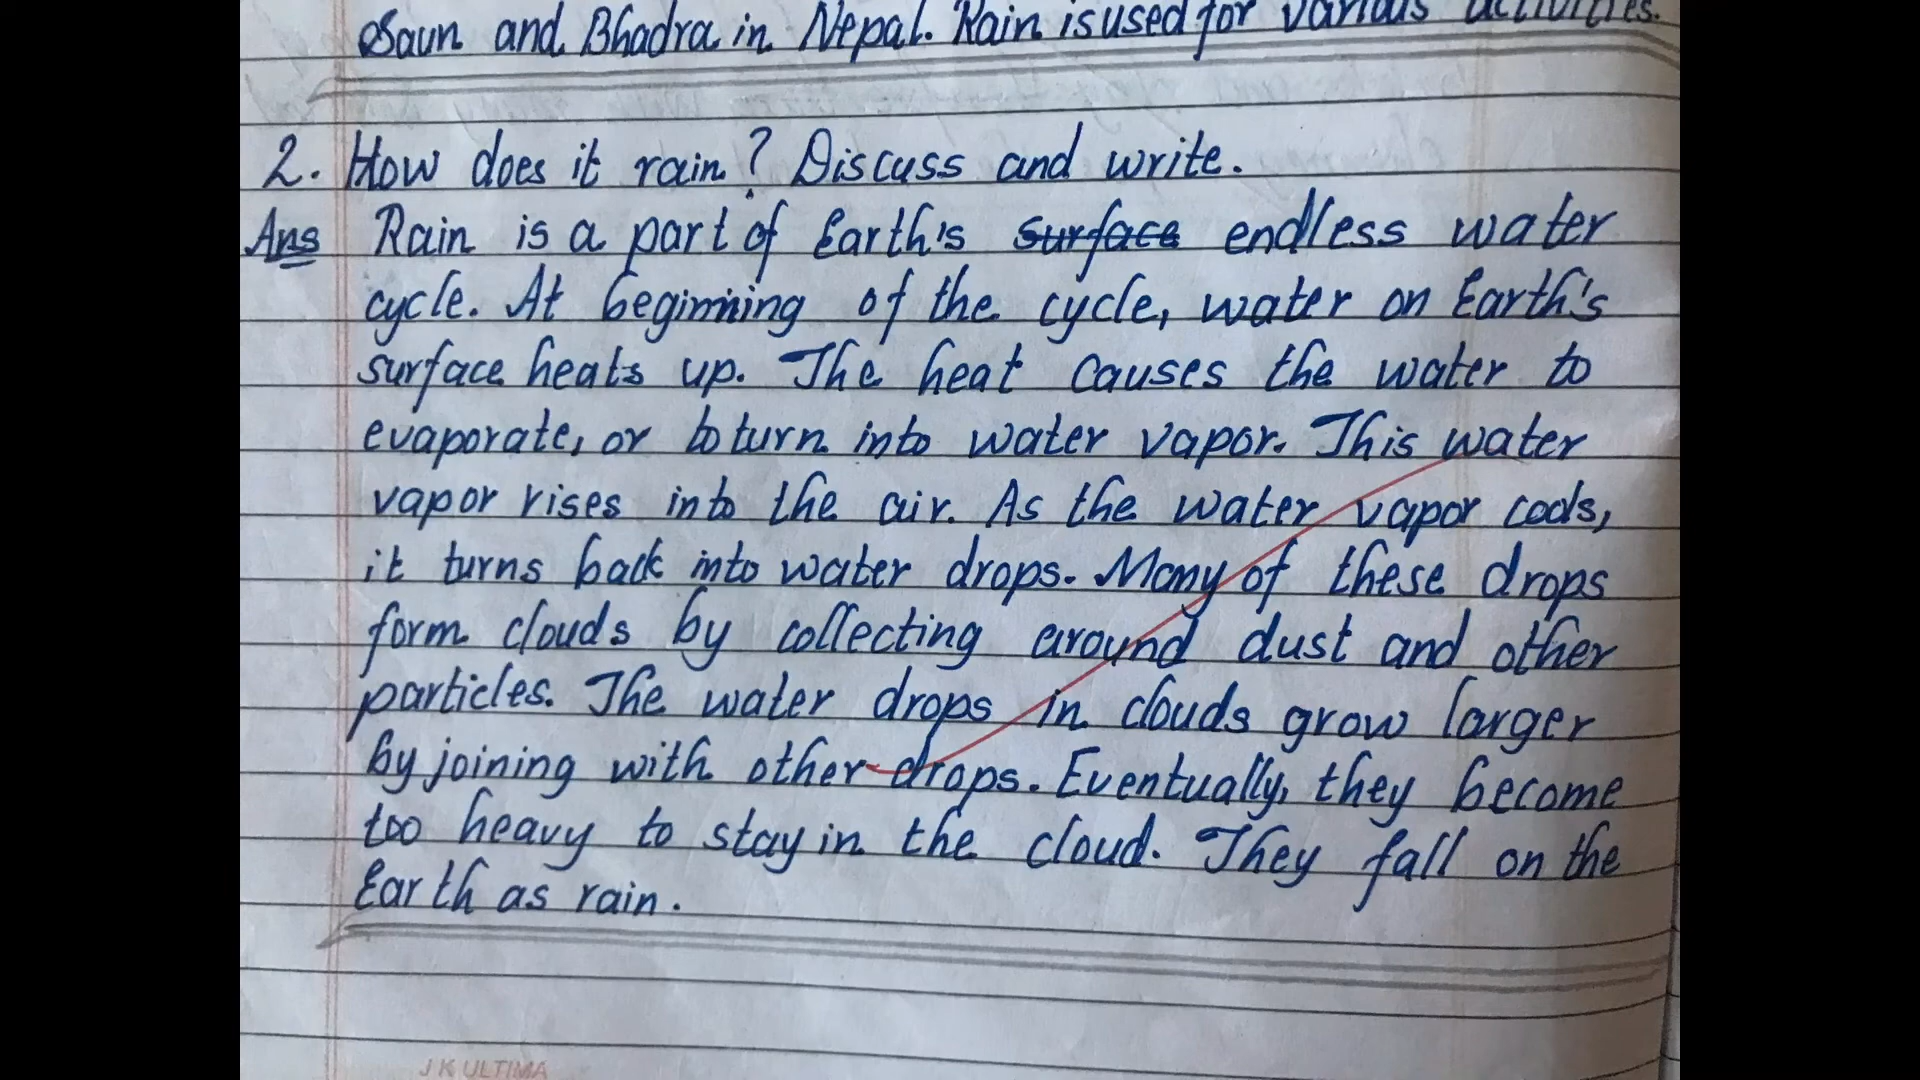 Saun and Bhadra in Nepal. Rain is used for various activities.
2. How does it rain? Discuss and write.
Ans Rain is a part of Earth's surface endless water
cycle. At beginning of the cycle, water on Earth's
surface heats up. The heat causes the water to
evaporate, or to turn into water vapor. This water
vapor rises into the air. As the water vapor cools,
it turns back into water drops. Many of these drops
form clouds by collecting around dust and other
particles. The water drops in clouds grow larger
by joining with other drops. Eventually, they become
too heavy to stay in the cloud. They fall on the
Earth as rain.
JK ULTIMA